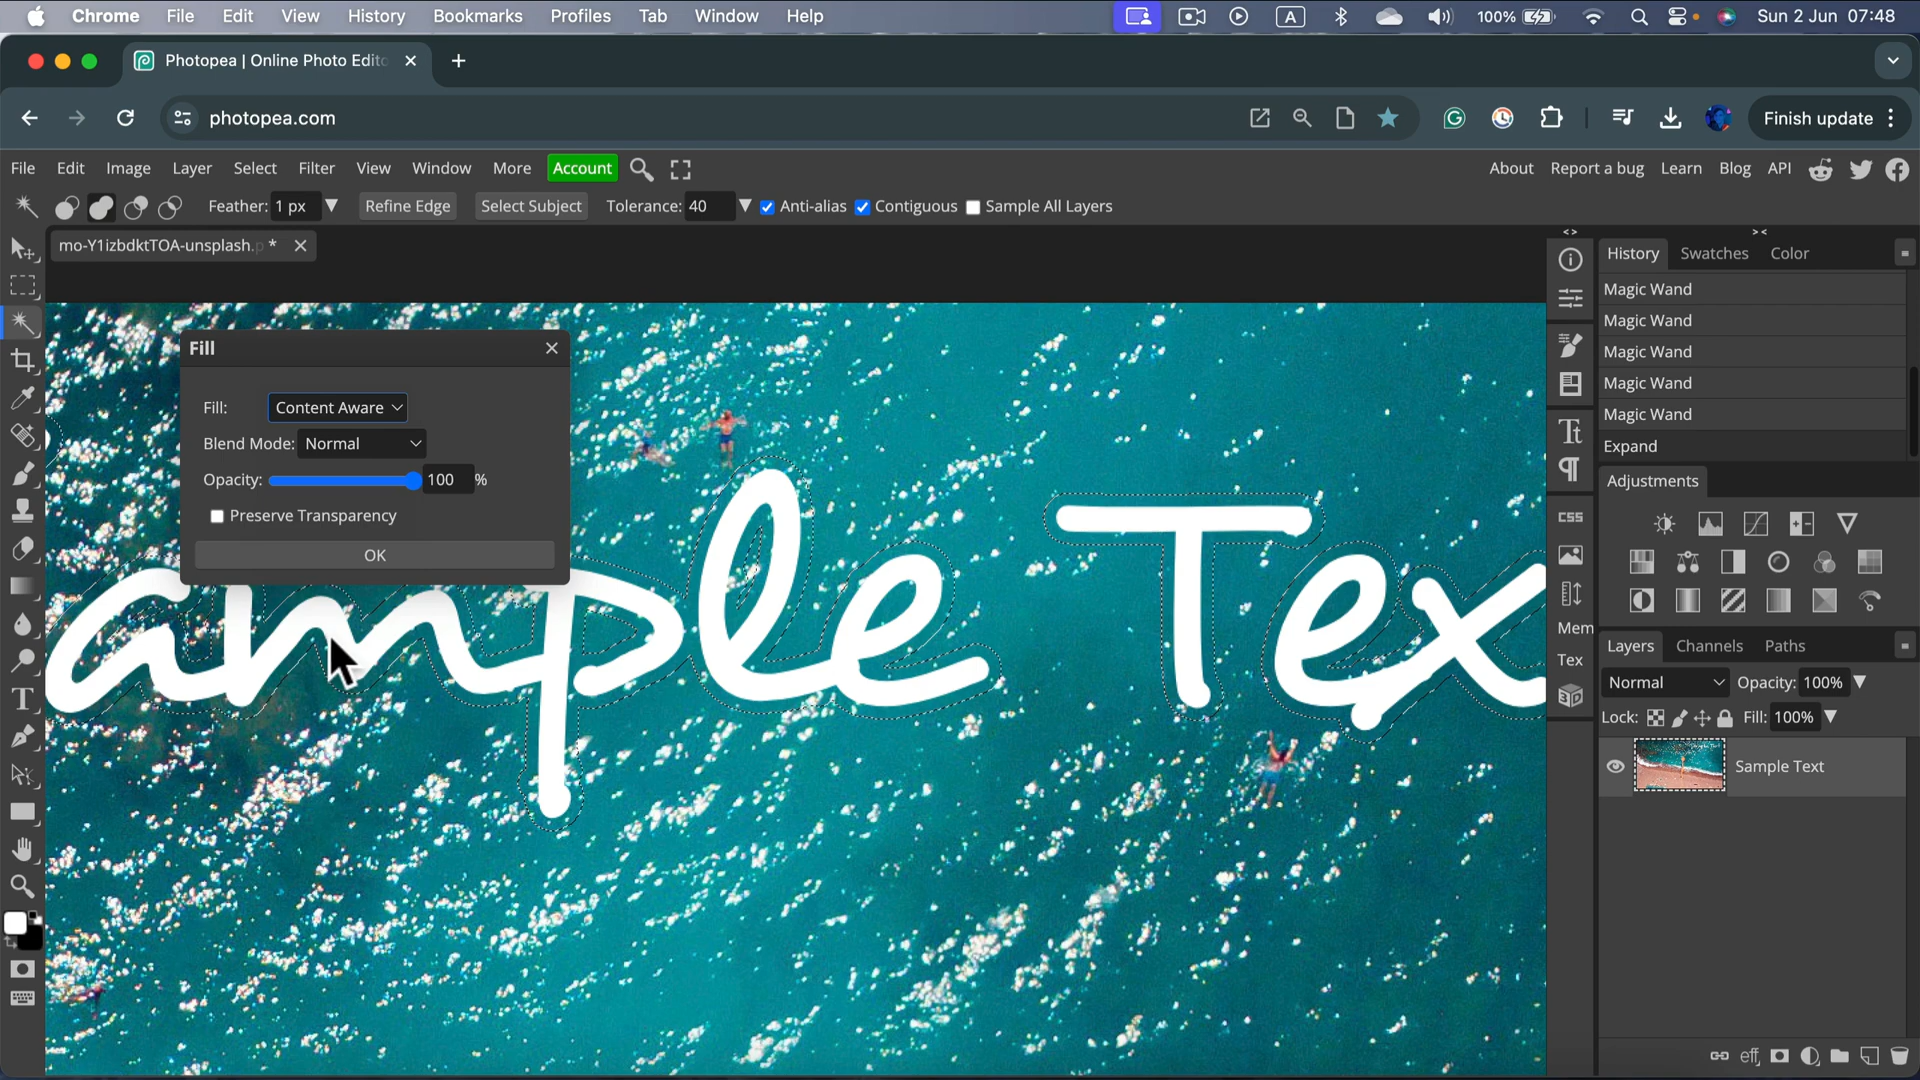 Chrome File Edit View History Bookmarks Profiles Tab Window Help A 100% Sun 2 Jun 07:48
Photopea | Online Photo Edito
photopea.com Finish update
File Edit Image Layer Select Filter View Window More Account About Report a bug Learn Blog API
Feather: 1 px Refine Edge Select Subject Tolerance: 40 Anti-alias Contiguous Sample All Layers
mo-Y1izbdktTOA-unsplash.p *
History Swatches Color
Magic Wand
Magic Wand
Magic Wand
Magic Wand
Magic Wand
Expand
Fill
Fill: Content Aware
Blend Mode: Normal
Opacity: 100 %
Preserve Transparency
OK
ample Tex
CSS
Mem
Tex
3D
Adjustments
Layers Channels Paths
Normal Opacity: 100%
Lock: Fill: 100%
Sample Text
eff